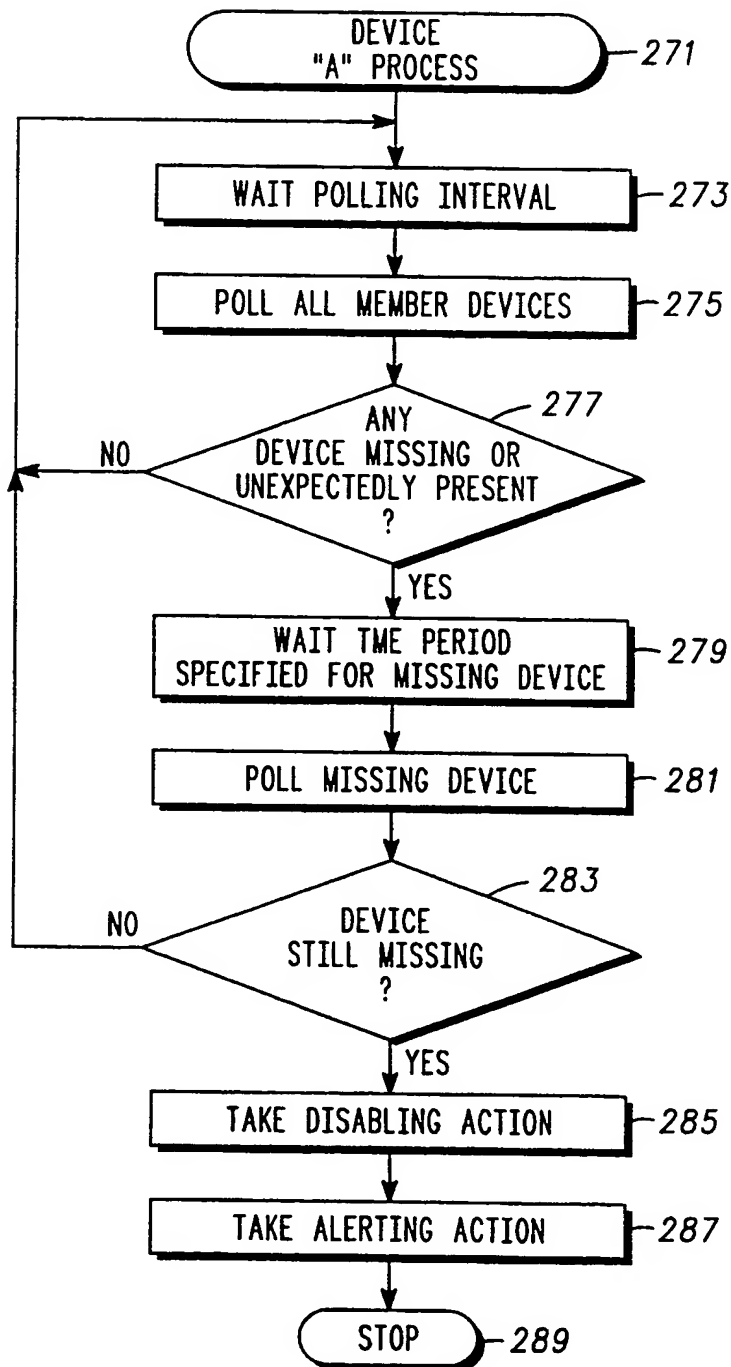 DEVICE
"A" PROCESS
271
WAIT POLLING INTERVAL
273
POLL ALL MEMBER DEVICES
275
277
ANY
DEVICE MISSING OR
UNEXPECTEDLY PRESENT
?
NO
YES
WAIT TME PERIOD
SPECIFIED FOR MISSING DEVICE
279
POLL MISSING DEVICE
281
283
DEVICE
STILL MISSING
?
NO
YES
TAKE DISABLING ACTION
285
TAKE ALERTING ACTION
287
STOP
289